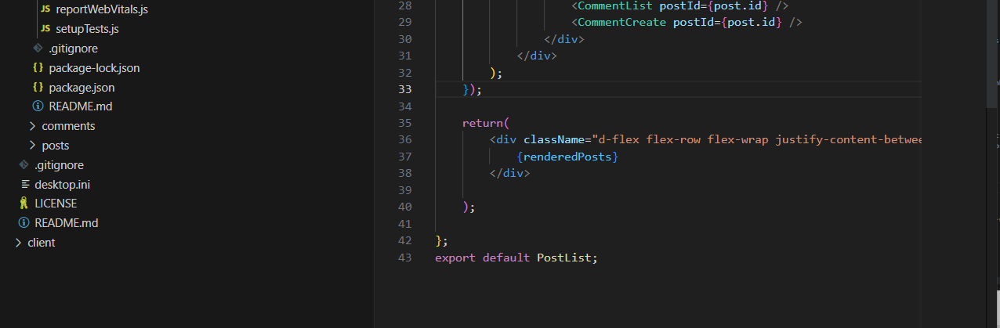 JS reportWebVitals.js
JS setupTests.js
.gitignore
{} package-lock.json
{} package.json
README.md
comments
posts
.gitignore
desktop.ini
LICENSE
README.md
client
28 <CommentList postId={post.id} />
29 <CommentCreate postId={post.id} />
30 </div>
31 </div>
32 );
33 });
34
35 return(
36 <div className="d-flex flex-row flex-wrap justify-content-betwee
37 {renderedPosts}
38 </div>
39
40 );
41
42 };
43 export default PostList;